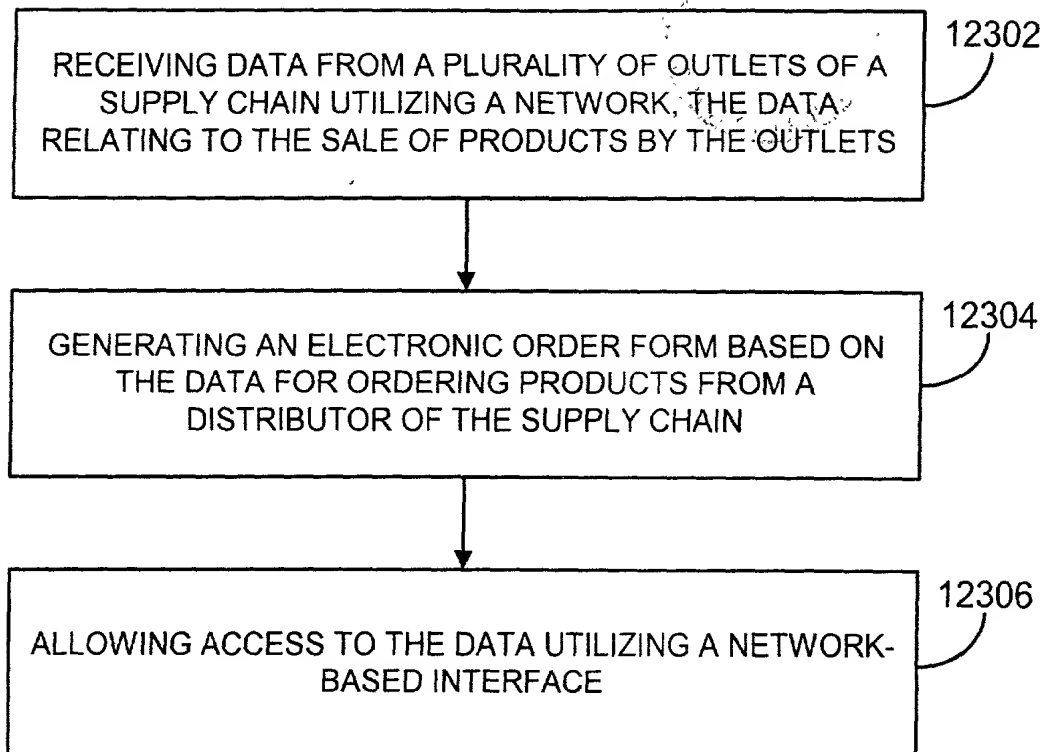 12302
RECEIVING DATA FROM A PLURALITY OF OUTLETS OF A
SUPPLY CHAIN UTILIZING A NETWORK, THE DATA
RELATING TO THE SALE OF PRODUCTS BY THE OUTLETS
12304
GENERATING AN ELECTRONIC ORDER FORM BASED ON
THE DATA FOR ORDERING PRODUCTS FROM A
DISTRIBUTOR OF THE SUPPLY CHAIN
12306
ALLOWING ACCESS TO THE DATA UTILIZING A NETWORK-
BASED INTERFACE